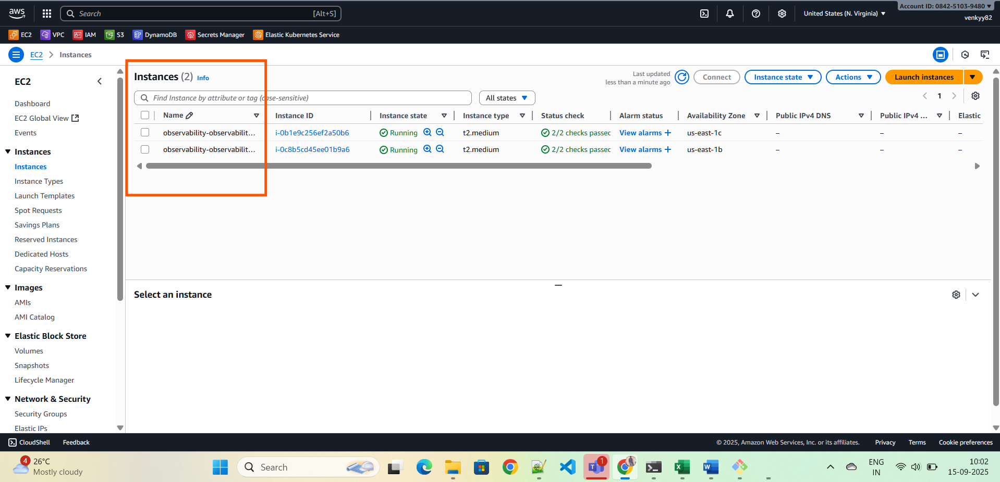 aws
Search [Alt+S]
United States (N. Virginia)
Account ID: 0842-5103-9480
venkyy82
EC2 VPC IAM S3 DynamoDB Secrets Manager Elastic Kubernetes Service
EC2 > Instances
EC2
Dashboard
EC2 Global View
Events
Instances
Instances
Instance Types
Launch Templates
Spot Requests
Savings Plans
Reserved Instances
Dedicated Hosts
Capacity Reservations
Images
AMIs
AMI Catalog
Elastic Block Store
Volumes
Snapshots
Lifecycle Manager
Network & Security
Security Groups
Elastic IPs
Instances (2) Info
Last updated
less than a minute ago
Connect Instance state Actions Launch instances
Find Instance by attribute or tag (case-sensitive) All states
1
Name Instance ID Instance state Instance type Status check Alarm status Availability Zone Public IPv4 DNS Public IPv4 ... Elastic
observability-observabilit... i-0b1e9c256ef2a50b6 Running t2.medium 2/2 checks passec View alarms + us-east-1c – – –
observability-observabilit... i-0c8b5cd45ee01b9a6 Running t2.medium 2/2 checks passec View alarms + us-east-1b – – –
Select an instance
CloudShell Feedback
© 2025, Amazon Web Services, Inc. or its affiliates. Privacy Terms Cookie preferences
4
26°C
Mostly cloudy
Search
1
ENG
IN
10:02
15-09-2025